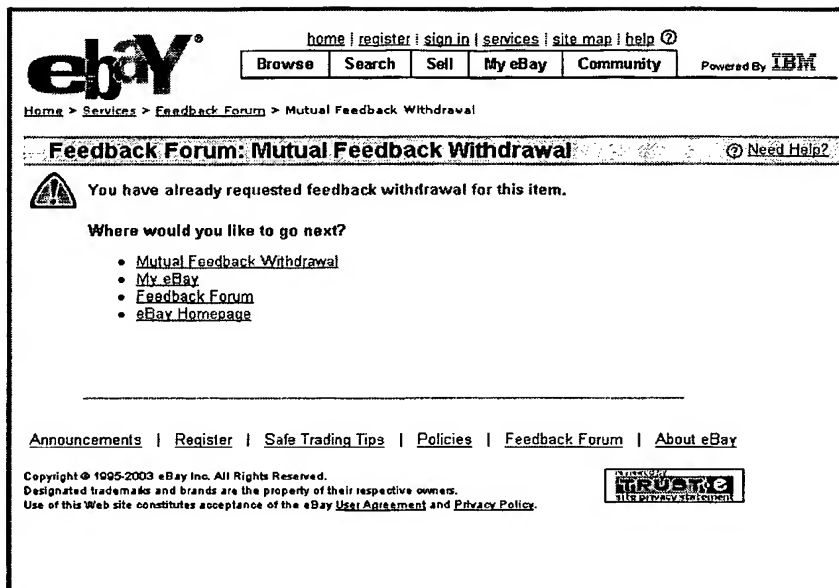 ebaY®
home | register | sign in | services | site map | help ?
Browse Search Sell My eBay Community Powered By IBM
Home > Services > Feedback Forum > Mutual Feedback Withdrawal
Feedback Forum: Mutual Feedback Withdrawal ? Need Help?
You have already requested feedback withdrawal for this item.
Where would you like to go next?
• Mutual Feedback Withdrawal
• My eBay
• Feedback Forum
• eBay Homepage
Announcements | Register | Safe Trading Tips | Policies | Feedback Forum | About eBay
Copyright © 1995-2003 eBay Inc. All Rights Reserved.
Designated trademarks and brands are the property of their respective owners.
Use of this Web site constitutes acceptance of the eBay User Agreement and Privacy Policy.
TRUST-e
site privacy statement